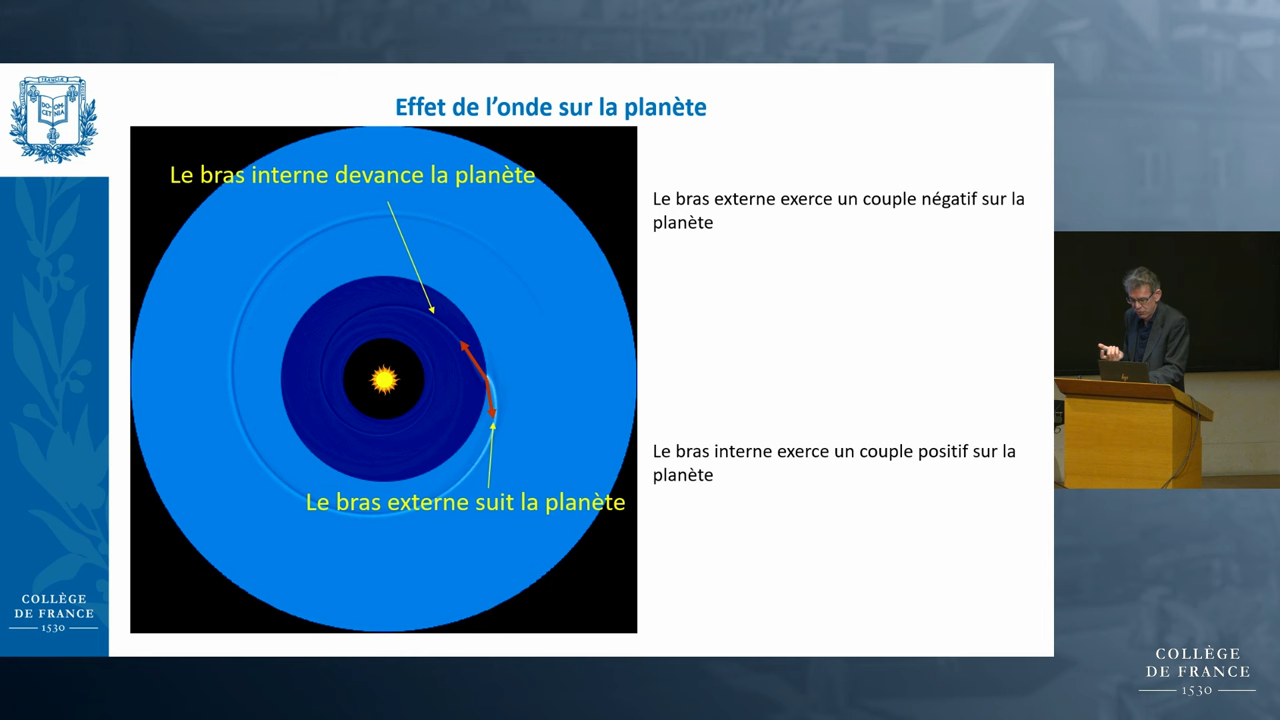 Effet de l’onde sur la planète
Le bras interne devance la planète
Le bras externe suit la planète
Le bras externe exerce un couple négatif sur la
planète
Le bras interne exerce un couple positif sur la
planète
COLLÈGE
DE FRANCE
1530
COLLÈGE
DE FRANCE
1530